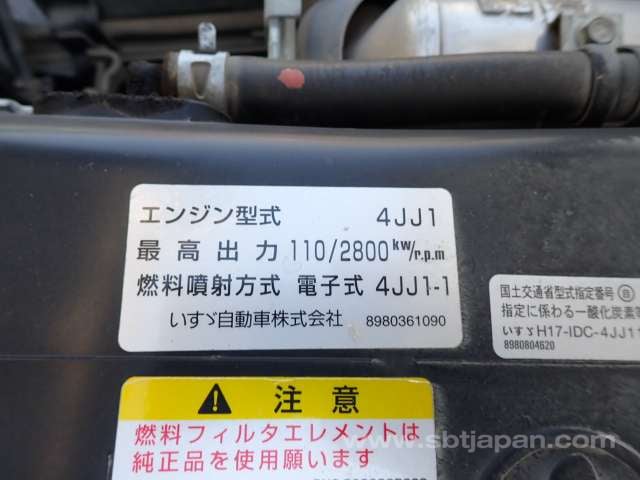 エンジン型式 4JJ1
最高出力 110/2800 kw/r.p.m
燃料噴射方式 電子式 4JJ1-1
いすゞ自動車株式会社 8980361090
国土交通省型式指定番号
指定に係わる一酸化炭素等
いすゞH17-IDC-4JJ1
8980804620
⚠ 注意
燃料フィルタエレメントは
純正品を使用願います
www.sbtjapan.com